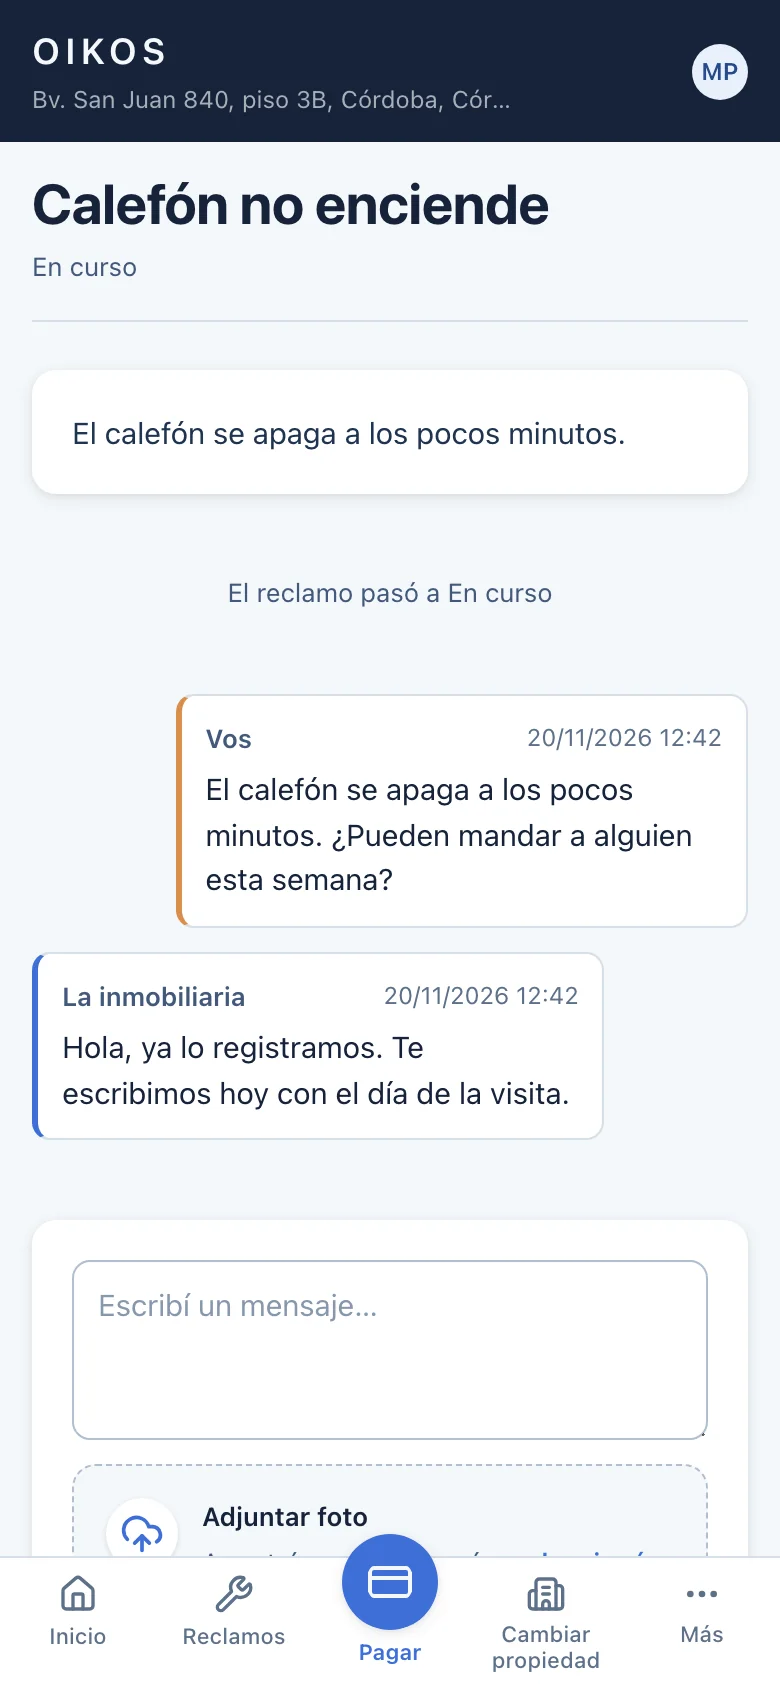 OIKOS
Bv. San Juan 840, piso 3B, Córdoba, Cór...
MP
Calefón no enciende
En curso
El calefón se apaga a los pocos minutos.
El reclamo pasó a En curso
Vos
20/11/2026 12:42
El calefón se apaga a los pocos
minutos. ¿Pueden mandar a alguien
esta semana?
La inmobiliaria
20/11/2026 12:42
Hola, ya lo registramos. Te
escribimos hoy con el día de la visita.
Escribí un mensaje...
Adjuntar foto
Inicio
Reclamos
Pagar
Cambiar
propiedad
Más